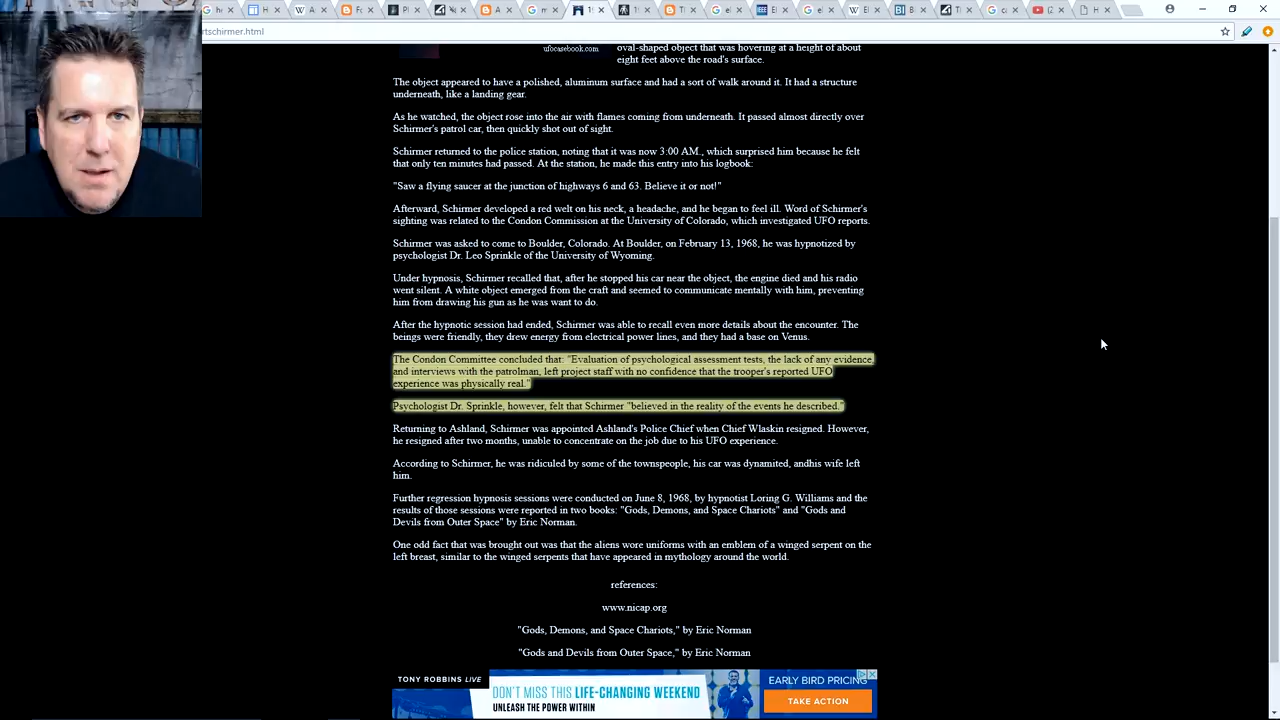 he
H
W A
Fo
P
A
A
m
1
1
B
Ti
m
El
G
W E
BI
A
c
(2
H
rtschirmer.html
ufocasebook.com
oval-shaped object that was hovering at a height of about
eight feet above the road's surface.
The object appeared to have a polished, aluminum surface and had a sort of walk around it. It had a structure
underneath, like a landing gear.
As he watched, the object rose into the air with flames coming from underneath. It passed almost directly over
Schirmer's patrol car, then quickly shot out of sight.
Schirmer returned to the police station, noting that it was now 3:00 AM., which surprised him because he felt
that only ten minutes had passed. At the station, he made this entry into his logbook:
"Saw a flying saucer at the junction of highways 6 and 63. Believe it or not!"
Afterward, Schirmer developed a red welt on his neck, a headache, and he began to feel ill. Word of Schirmer's
sighting was related to the Condon Commission at the University of Colorado, which investigated UFO reports.
Schirmer was asked to come to Boulder, Colorado. At Boulder, on February 13, 1968, he was hypnotized by
psychologist Dr. Leo Sprinkle of the University of Wyoming.
Under hypnosis, Schirmer recalled that, after he stopped his car near the object, the engine died and his radio
went silent. A white object emerged from the craft and seemed to communicate mentally with him, preventing
him from drawing his gun as he was want to do.
After the hypnotic session had ended, Schirmer was able to recall even more details about the encounter. The
beings were friendly, they drew energy from electrical power lines, and they had a base on Venus.
The Condon Committee concluded that: "Evaluation of psychological assessment tests, the lack of any evidence,
and interviews with the patrolman, left project staff with no confidence that the trooper's reported UFO
experience was physically real."
Psychologist Dr. Sprinkle, however, felt that Schirmer "believed in the reality of the events he described."
Returning to Ashland, Schirmer was appointed Ashland's Police Chief when Chief Wlaskin resigned. However,
he resigned after two months, unable to concentrate on the job due to his UFO experience.
According to Schirmer, he was ridiculed by some of the townspeople, his car was dynamited, andhis wife left
him.
Further regression hypnosis sessions were conducted on June 8, 1968, by hypnotist Loring G. Williams and the
results of those sessions were reported in two books: "Gods, Demons, and Space Chariots" and "Gods and
Devils from Outer Space" by Eric Norman.
One odd fact that was brought out was that the aliens wore uniforms with an emblem of a winged serpent on the
left breast, similar to the winged serpents that have appeared in mythology around the world.
references:
www.nicap.org
"Gods, Demons, and Space Chariots," by Eric Norman
"Gods and Devils from Outer Space," by Eric Norman
TONY ROBBINS LIVE
DON'T MISS THIS LIFE-CHANGING WEEKEND
UNLEASH THE POWER WITHIN
EARLY BIRD PRICING
TAKE ACTION